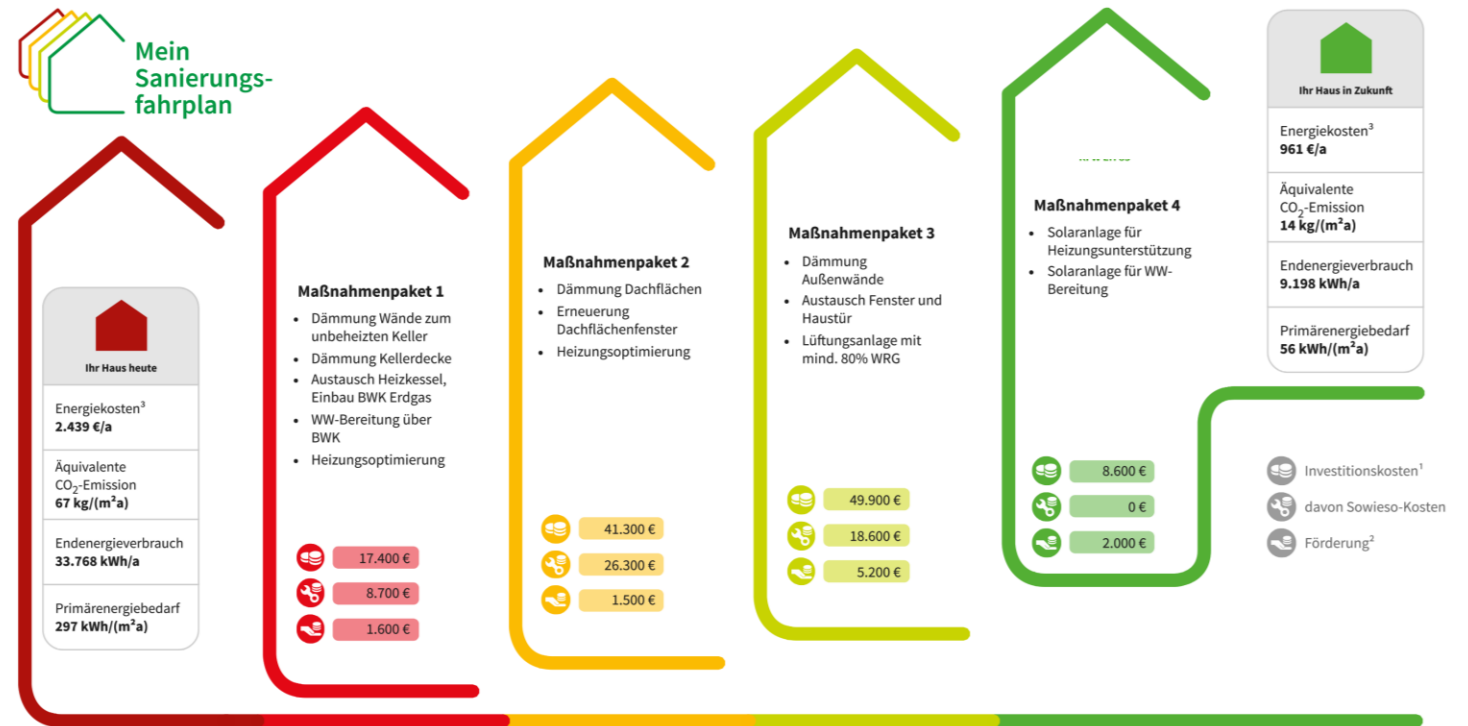 Mein
Sanierungs-
fahrplan
Ihr Haus heute
Energiekosten³
2.439 €/a
Äquivalente
CO₂-Emission
67 kg/(m²a)
Endenergieverbrauch
33.768 kWh/a
Primärenergiebedarf
297 kWh/(m²a)
Maßnahmenpaket 1
• Dämmung Wände zum
unbeheizten Keller
• Dämmung Kellerdecke
• Austausch Heizkessel,
Einbau BWK Erdgas
• WW-Bereitung über
BWK
• Heizungsoptimierung
17.400 €
8.700 €
1.600 €
Maßnahmenpaket 2
• Dämmung Dachflächen
• Erneuerung
Dachflächenfenster
• Heizungsoptimierung
41.300 €
26.300 €
1.500 €
Maßnahmenpaket 3
• Dämmung
Außenwände
• Austausch Fenster und
Haustür
• Lüftungsanlage mit
mind. 80% WRG
49.900 €
18.600 €
5.200 €
Maßnahmenpaket 4
• Solaranlage für
Heizungsunterstützung
• Solaranlage für WW-
Bereitung
8.600 €
0 €
2.000 €
Ihr Haus in Zukunft
Energiekosten³
961 €/a
Äquivalente
CO₂-Emission
14 kg/(m²a)
Endenergieverbrauch
9.198 kWh/a
Primärenergiebedarf
56 kWh/(m²a)
Investitionskosten¹
davon Sowieso-Kosten
Förderung²